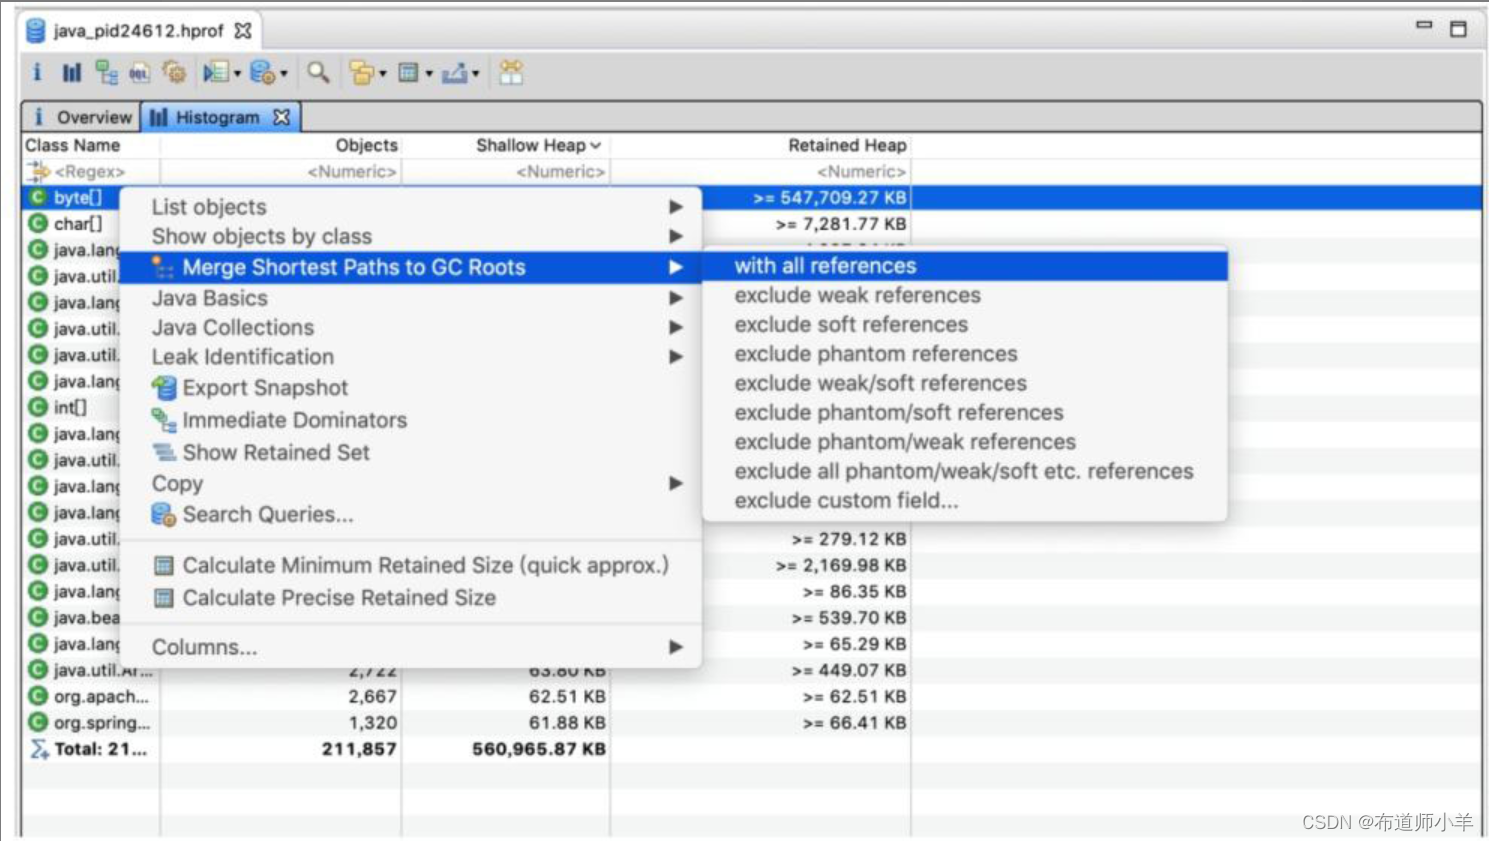 java_pid24612.hprof
i OQL
i Overview Histogram
Class Name Objects Shallow Heap Retained Heap
<Regex> <Numeric> <Numeric> <Numeric>
byte[] >= 547,709.27 KB
List objects
char[] >= 7,281.77 KB
Show objects by class
java.lang
Merge Shortest Paths to GC Roots with all references
java.util.
java.lang Java Basics exclude weak references
java.util. Java Collections exclude soft references
java.util. Leak Identification exclude phantom references
java.lang Export Snapshot exclude weak/soft references
int[] Immediate Dominators exclude phantom/soft references
java.lang exclude phantom/weak references
java.util. Show Retained Set
java.lang Copy exclude all phantom/weak/soft etc. references
java.lang Search Queries... exclude custom field...
java.util. >= 279.12 KB
java.util. Calculate Minimum Retained Size (quick approx.) >= 2,169.98 KB
java.lang Calculate Precise Retained Size >= 86.35 KB
java.bea >= 539.70 KB
java.lang Columns... >= 65.29 KB
java.util.Ar... 2,722 63.80 KB >= 449.07 KB
org.apach... 2,667 62.51 KB >= 62.51 KB
org.spring... 1,320 61.88 KB >= 66.41 KB
Total: 21... 211,857 560,965.87 KB
CSDN @布道师小羊